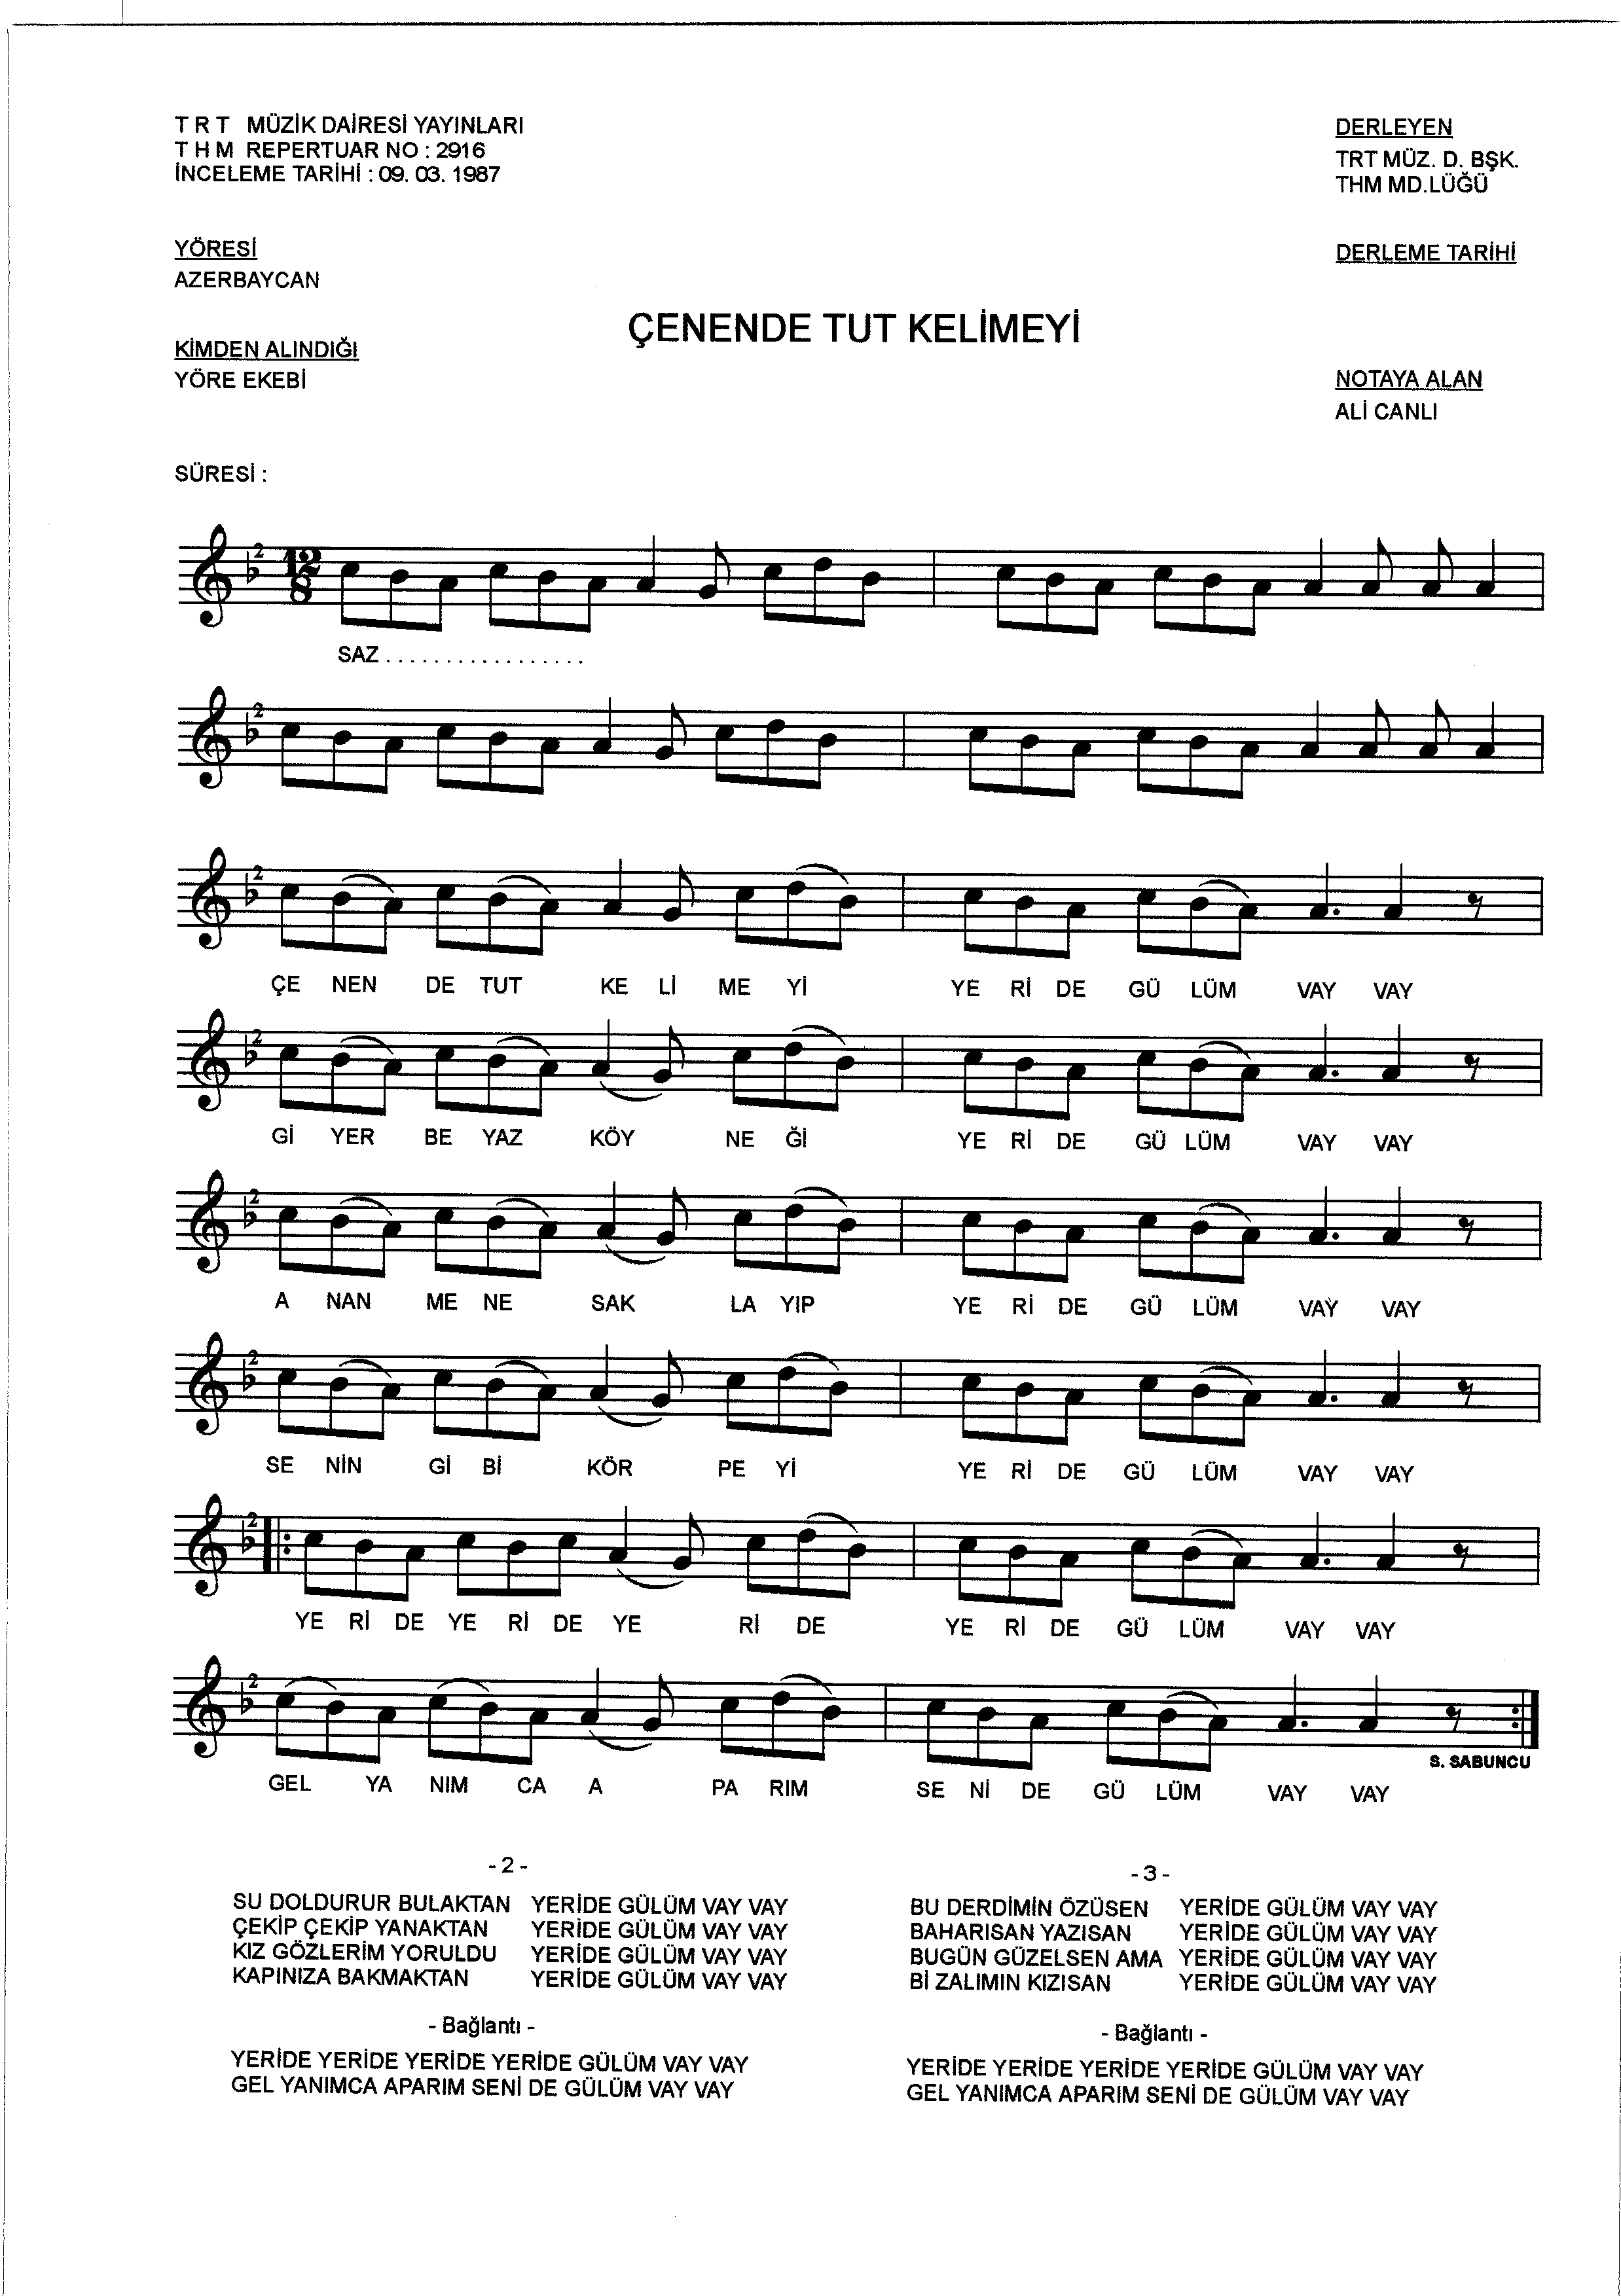 T R T MÜZİK DAİRESİ YAYINLARI
T H M REPERTUAR NO : 2916
İNCELEME TARİHİ : 09. 03. 1987
DERLEYEN
TRT MÜZ. D. BŞK.
THM MD.LÜĞÜ
YÖRESİ
AZERBAYCAN
DERLEME TARİHİ
ÇENENDE TUT KELİMEYİ
KİMDEN ALINDIĞI
YÖRE EKEBİ
NOTAYA ALAN
ALİ CANLI
SÜRESİ :
2
12
8
SAZ . . . . . . . . . . . . . . . . .
2
2
ÇE NEN DE TUT KE Lİ ME Yİ YE Rİ DE GÜ LÜM VAY VAY
2
Gİ YER BE YAZ KÖY NE Ğİ YE Rİ DE GÜ LÜM VAY VAY
2
A NAN ME NE SAK LA YIP YE Rİ DE GÜ LÜM VAY VAY
2
SE NİN Gİ Bİ KÖR PE Yİ YE Rİ DE GÜ LÜM VAY VAY
2
YE Rİ DE YE Rİ DE YE Rİ DE YE Rİ DE GÜ LÜM VAY VAY
2
S. SABUNCU
GEL YA NIM CA A PA RIM SE Nİ DE GÜ LÜM VAY VAY
- 2 -
SU DOLDURUR BULAKTAN YERİDE GÜLÜM VAY VAY
ÇEKİP ÇEKİP YANAKTAN YERİDE GÜLÜM VAY VAY
KIZ GÖZLERİM YORULDU YERİDE GÜLÜM VAY VAY
KAPINIZA BAKMAKTAN YERİDE GÜLÜM VAY VAY
- Bağlantı -
YERİDE YERİDE YERİDE YERİDE GÜLÜM VAY VAY
GEL YANIMCA APARIM SENİ DE GÜLÜM VAY VAY
- 3 -
BU DERDİMİN ÖZÜSEN YERİDE GÜLÜM VAY VAY
BAHARISAN YAZISAN YERİDE GÜLÜM VAY VAY
BUGÜN GÜZELSEN AMA YERİDE GÜLÜM VAY VAY
Bİ ZALIMIN KIZISAN YERİDE GÜLÜM VAY VAY
- Bağlantı -
YERİDE YERİDE YERİDE YERİDE GÜLÜM VAY VAY
GEL YANIMCA APARIM SENİ DE GÜLÜM VAY VAY